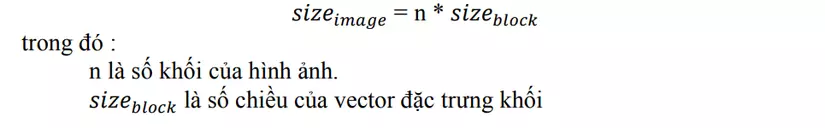 size_image = n * size_block
trong đó :
n là số khối của hình ảnh.
size_block là số chiều của vector đặc trưng khối